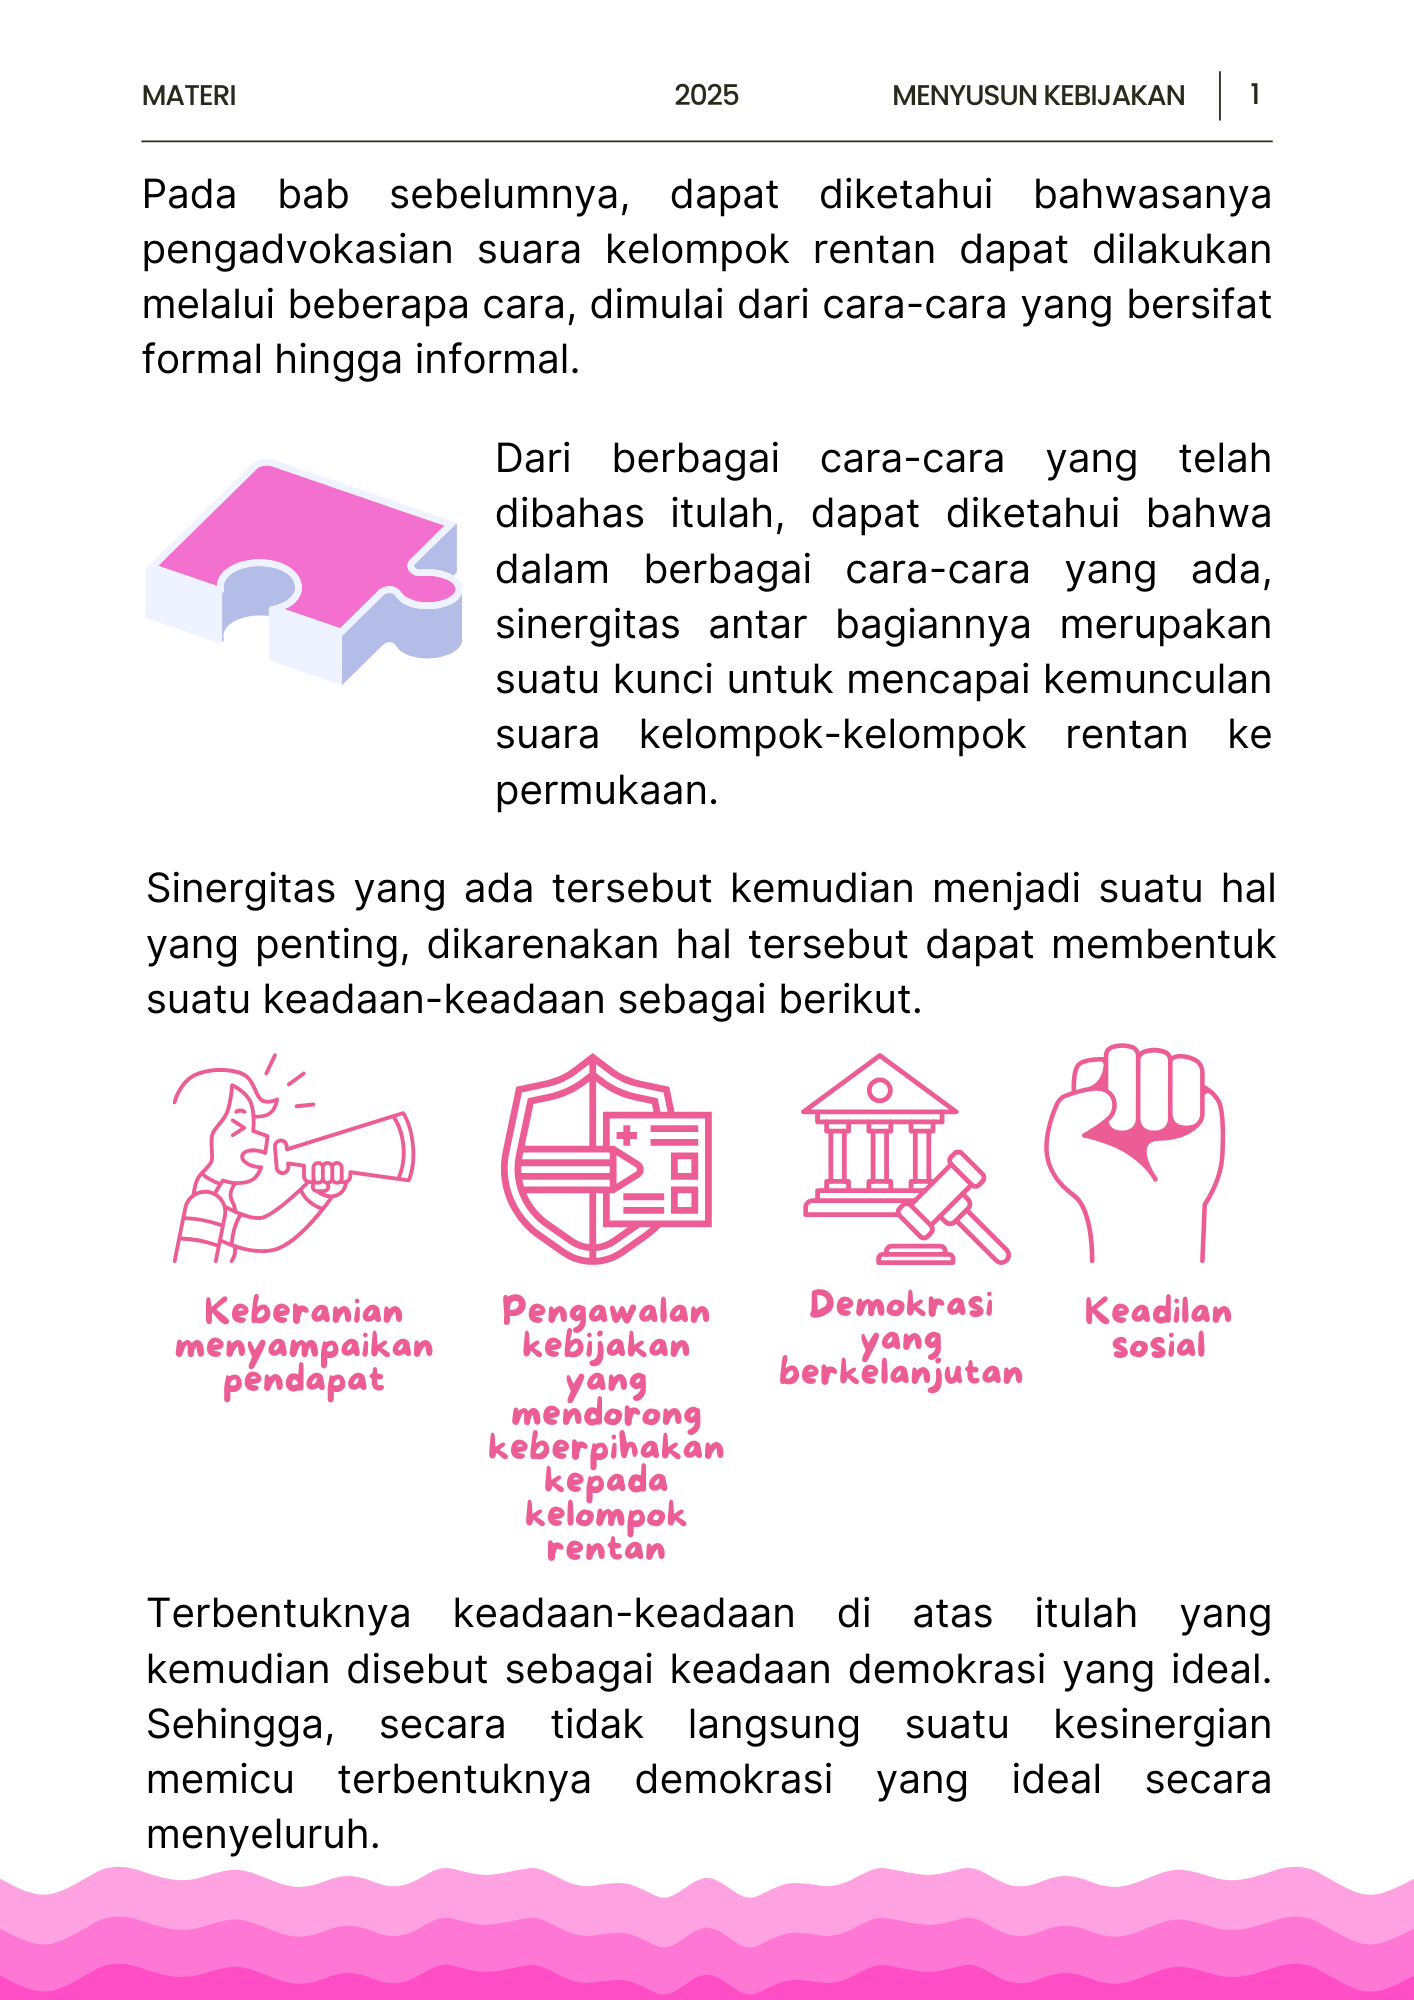 MATERI 2025 MENYUSUN KEBIJAKAN 1
Pada bab sebelumnya, dapat diketahui bahwasanya
pengadvokasian suara kelompok rentan dapat dilakukan
melalui beberapa cara, dimulai dari cara-cara yang bersifat
formal hingga informal.
Dari berbagai cara-cara yang telah
dibahas itulah, dapat diketahui bahwa
dalam berbagai cara-cara yang ada,
sinergitas antar bagiannya merupakan
suatu kunci untuk mencapai kemunculan
suara kelompok-kelompok rentan ke
permukaan.
Sinergitas yang ada tersebut kemudian menjadi suatu hal
yang penting, dikarenakan hal tersebut dapat membentuk
suatu keadaan-keadaan sebagai berikut.
Keberanian
menyampaikan
pendapat
Pengawalan
kebijakan
yang
mendorong
keberpihakan
kepada
kelompok
rentan
Demokrasi
yang
berkelanjutan
Keadilan
sosial
Terbentuknya keadaan-keadaan di atas itulah yang
kemudian disebut sebagai keadaan demokrasi yang ideal.
Sehingga, secara tidak langsung suatu kesinergian
memicu terbentuknya demokrasi yang ideal secara
menyeluruh.